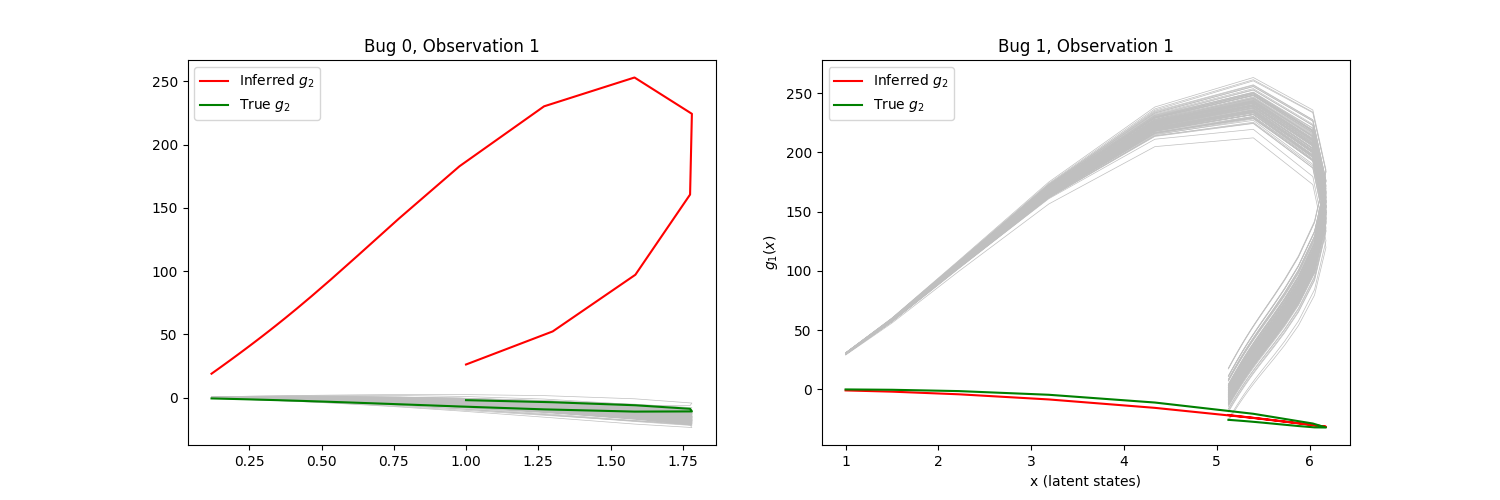 Bug 0, Observation 1
Inferred g₂
True g₂
250
200
150
100
50
0
0.25 0.50 0.75 1.00 1.25 1.50 1.75
Bug 1, Observation 1
Inferred g₂
True g₂
g₁(x)
250
200
150
100
50
0
1 2 3 4 5 6
x (latent states)